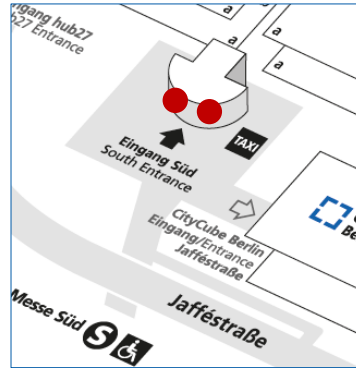 Eingang hub27
hub27 Entrance
a
a
a
a
Eingang Süd
South Entrance
TAXI
CityCube Berlin
Eingang/Entrance
Jafféstraße
Jafféstraße
Messe Süd S